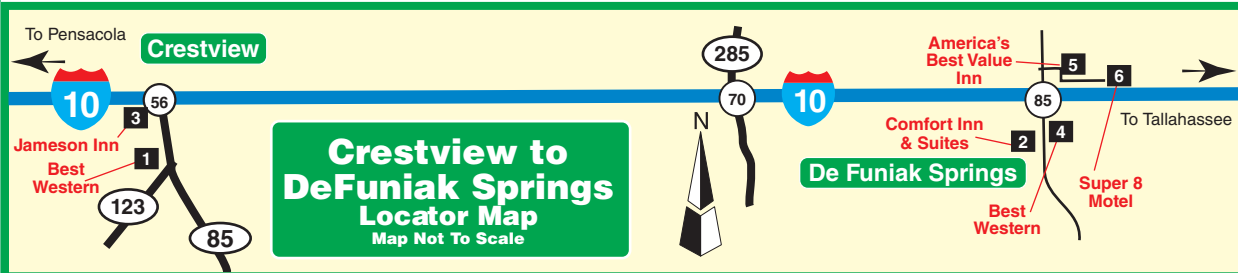 To Pensacola
Crestview
10
56
3
Jameson Inn
1
Best
Western
123
85
Crestview to
DeFuniak Springs
Locator Map
Map Not To Scale
285
70
N
10
America's
Best Value
Inn
5
6
85
To Tallahassee
Comfort Inn
& Suites
2
4
De Funiak Springs
Super 8
Motel
Best
Western